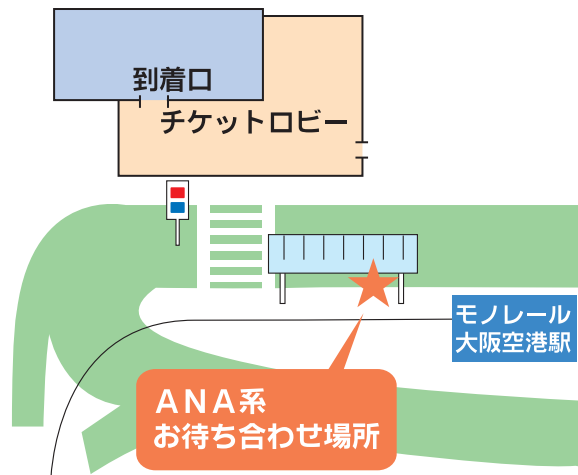 到着口
チケットロビー
モノレール
大阪空港駅
ANA系
お待ち合わせ場所